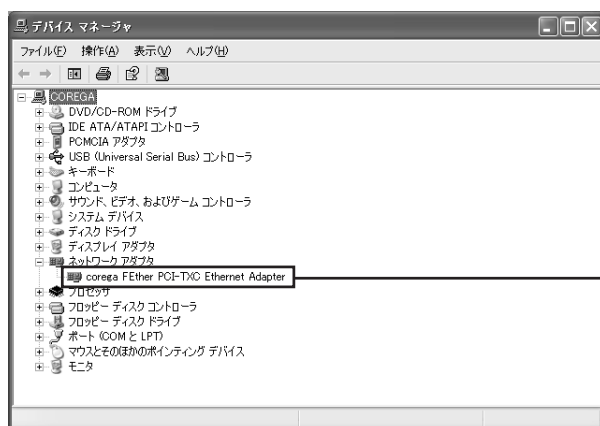 デバイス マネージャ
ファイル(F) 操作(A) 表示(V) ヘルプ(H)
COREGA
DVD/CD-ROM ドライブ
IDE ATA/ATAPI コントローラ
PCMCIA アダプタ
USB (Universal Serial Bus) コントローラ
キーボード
コンピュータ
サウンド、ビデオ、およびゲーム コントローラ
システム デバイス
ディスク ドライブ
ディスプレイ アダプタ
ネットワーク アダプタ
corega FEther PCI-TXC Ethernet Adapter
プロセッサ
フロッピー ディスク コントローラ
フロッピー ディスク ドライブ
ポート (COM と LPT)
マウスとそのほかのポインティング デバイス
モニタ